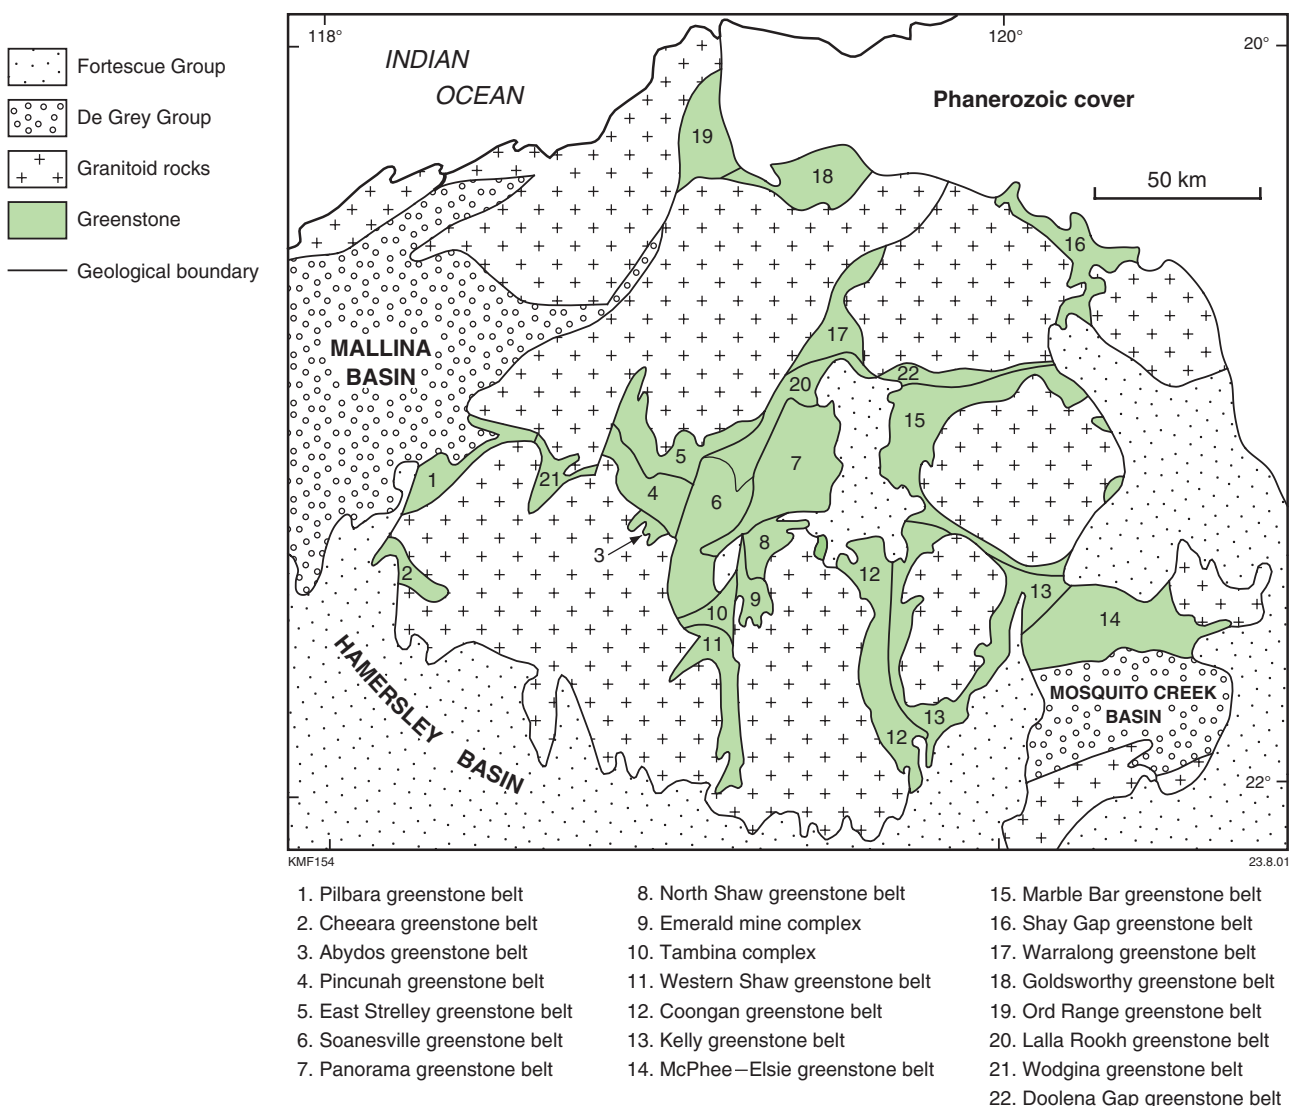 118°
120°
20°
INDIAN
OCEAN
Phanerozoic cover
Fortescue Group
De Grey Group
Granitoid rocks
Greenstone
Geological boundary
50 km
19
18
16
17
MALLINA
BASIN
22
20
15
5
7
1
21
4
6
3
8
12
2
13
9
10
14
11
HAMERSLEY BASIN
MOSQUITO CREEK
BASIN
13
12
22°
KMF154
23.8.01
1. Pilbara greenstone belt
2. Cheeara greenstone belt
3. Abydos greenstone belt
4. Pincunah greenstone belt
5. East Strelley greenstone belt
6. Soanesville greenstone belt
7. Panorama greenstone belt
8. North Shaw greenstone belt
9. Emerald mine complex
10. Tambina complex
11. Western Shaw greenstone belt
12. Coongan greenstone belt
13. Kelly greenstone belt
14. McPhee–Elsie greenstone belt
15. Marble Bar greenstone belt
16. Shay Gap greenstone belt
17. Warralong greenstone belt
18. Goldsworthy greenstone belt
19. Ord Range greenstone belt
20. Lalla Rookh greenstone belt
21. Wodgina greenstone belt
22. Doolena Gap greenstone belt